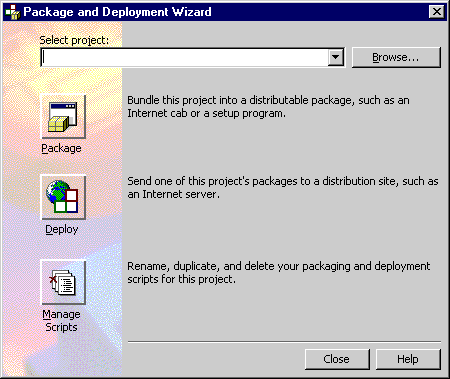 Package and Deployment Wizard
Select project:
Browse...
Bundle this project into a distributable package, such as an
Internet cab or a setup program.
Package
Send one of this project's packages to a distribution site, such as
an Internet server.
Deploy
Rename, duplicate, and delete your packaging and deployment
scripts for this project.
Manage
Scripts
Close
Help